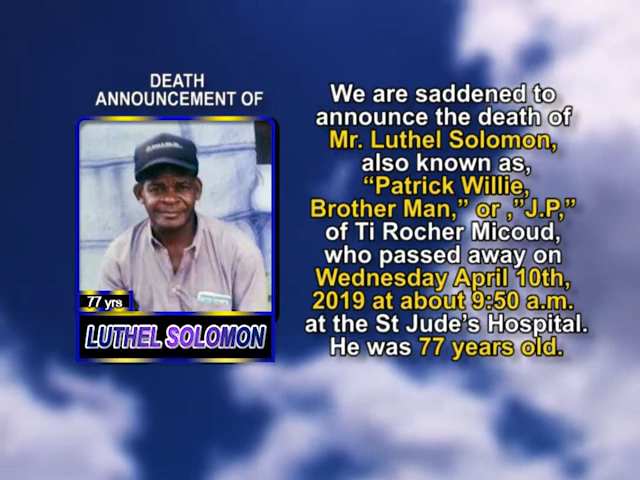 DEATH
ANNOUNCEMENT OF
77 yrs
LUTHEL SOLOMON
We are saddened to
announce the death of
Mr. Luthel Solomon,
also known as,
“Patrick Willie,
Brother Man,” or ,”J.P,”
of Ti Rocher Micoud,
who passed away on
Wednesday April 10th,
2019 at about 9:50 a.m.
at the St Jude’s Hospital.
He was 77 years old.